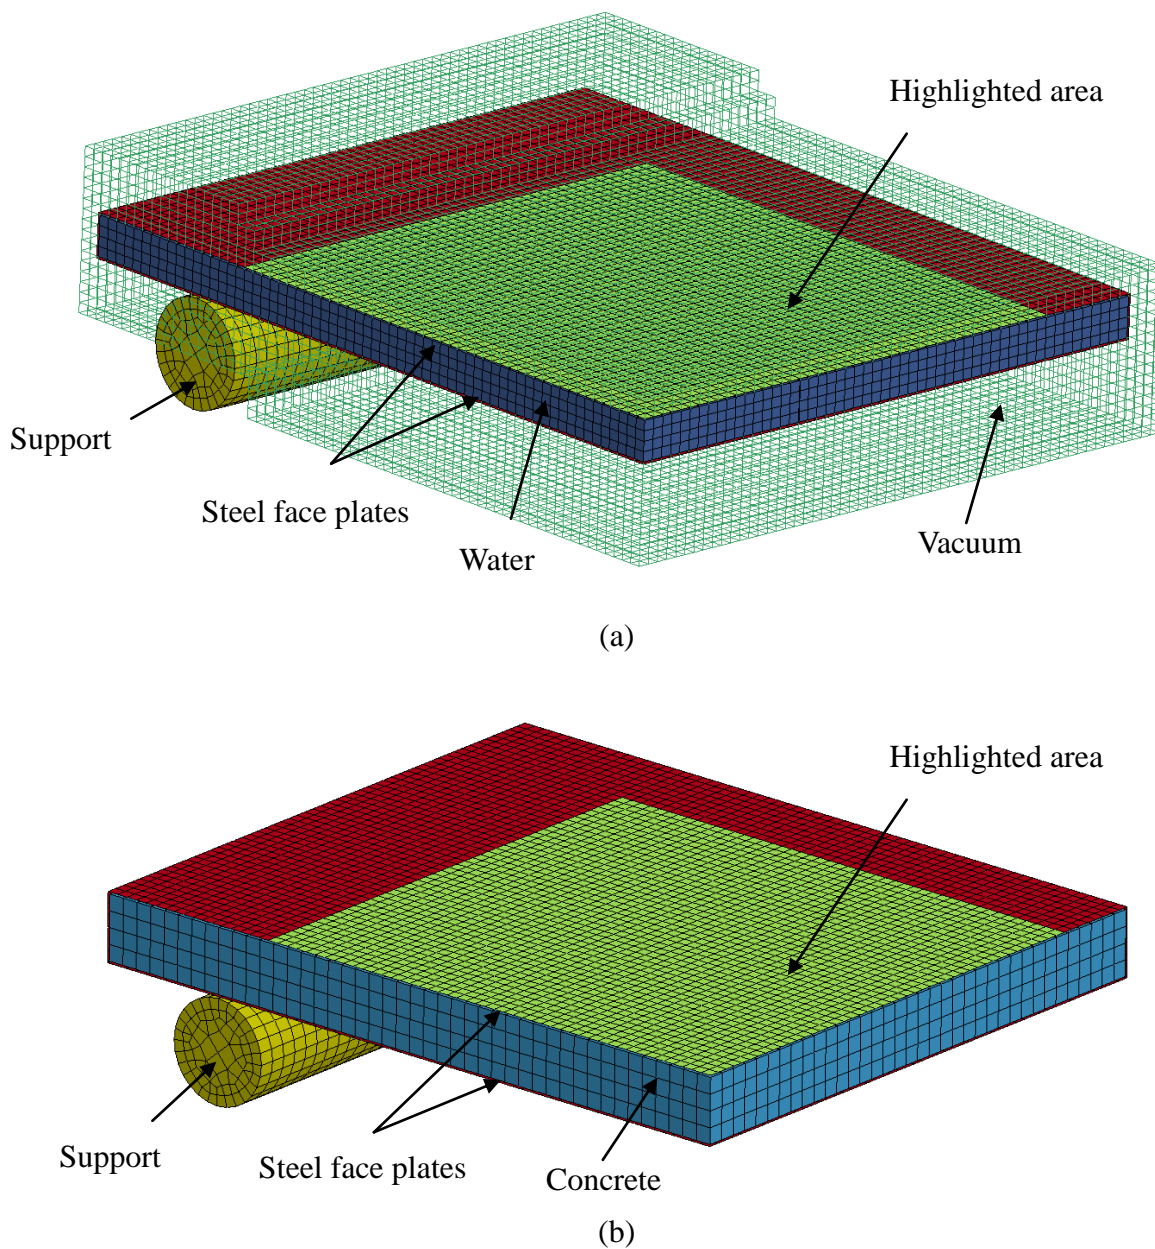 Highlighted area
Support
Steel face plates
Water
Vacuum
(a)
Highlighted area
Support
Steel face plates
Concrete
(b)